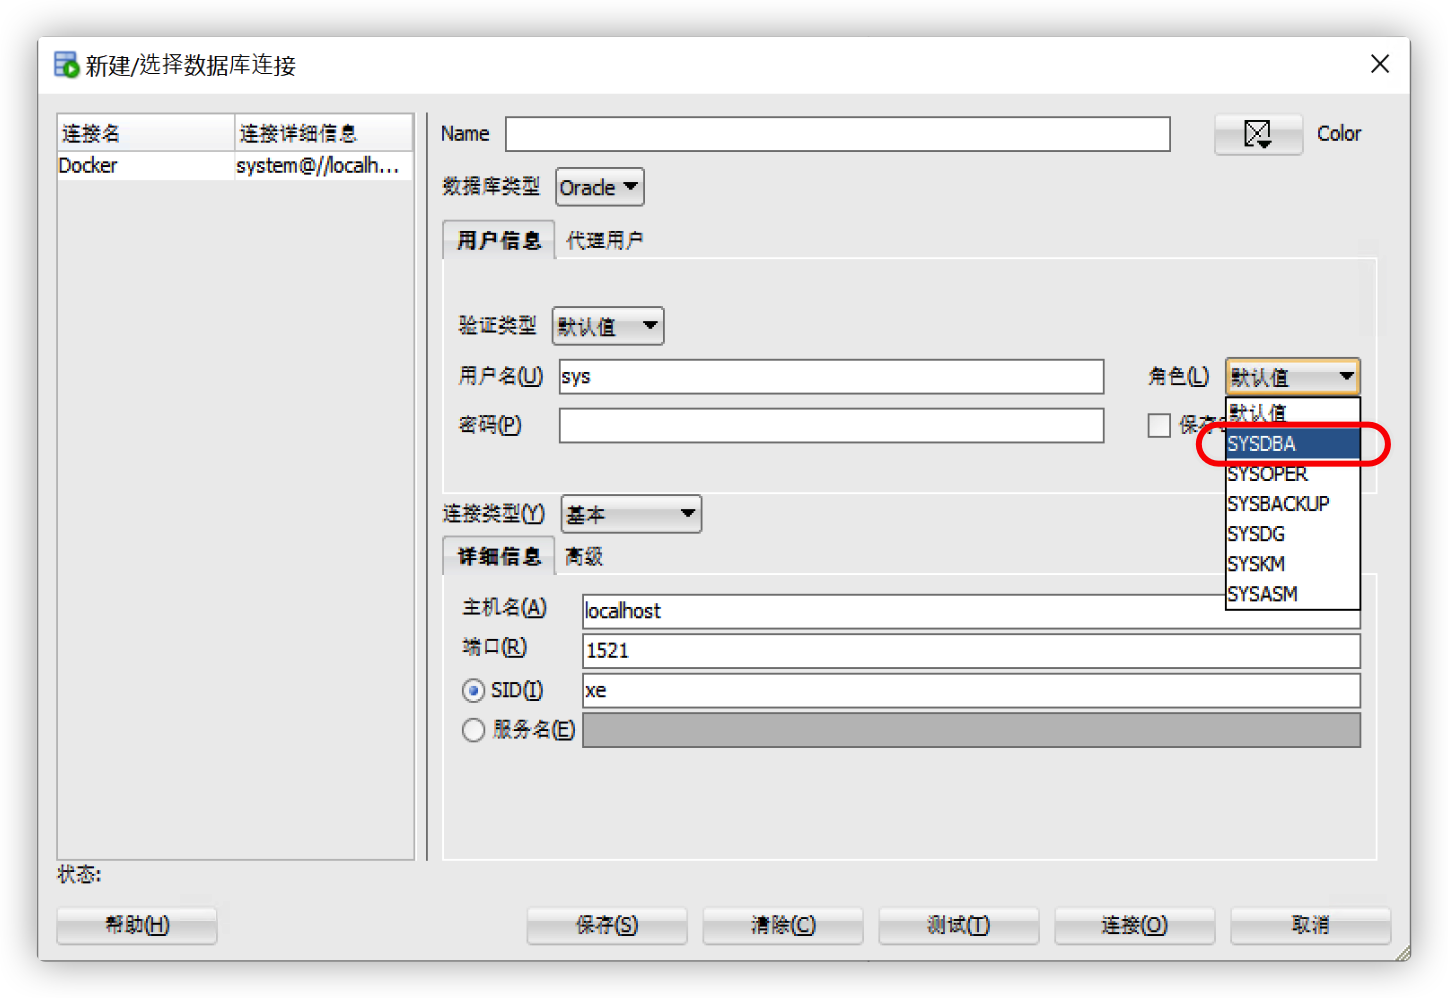 新建/选择数据库连接
连接名 连接详细信息
Docker system@//localh...
Name
Color
数据库类型 Oracle
用户信息 代理用户
验证类型 默认值
用户名(U) sys
角色(L) 默认值
密码(P)
保存
默认值
SYSDBA
SYSOPER
SYSBACKUP
SYSDG
SYSKM
SYSASM
连接类型(Y) 基本
详细信息 高级
主机名(A) localhost
端口(R) 1521
SID(I) xe
服务名(E)
状态:
帮助(H) 保存(S) 清除(C) 测试(T) 连接(O) 取消